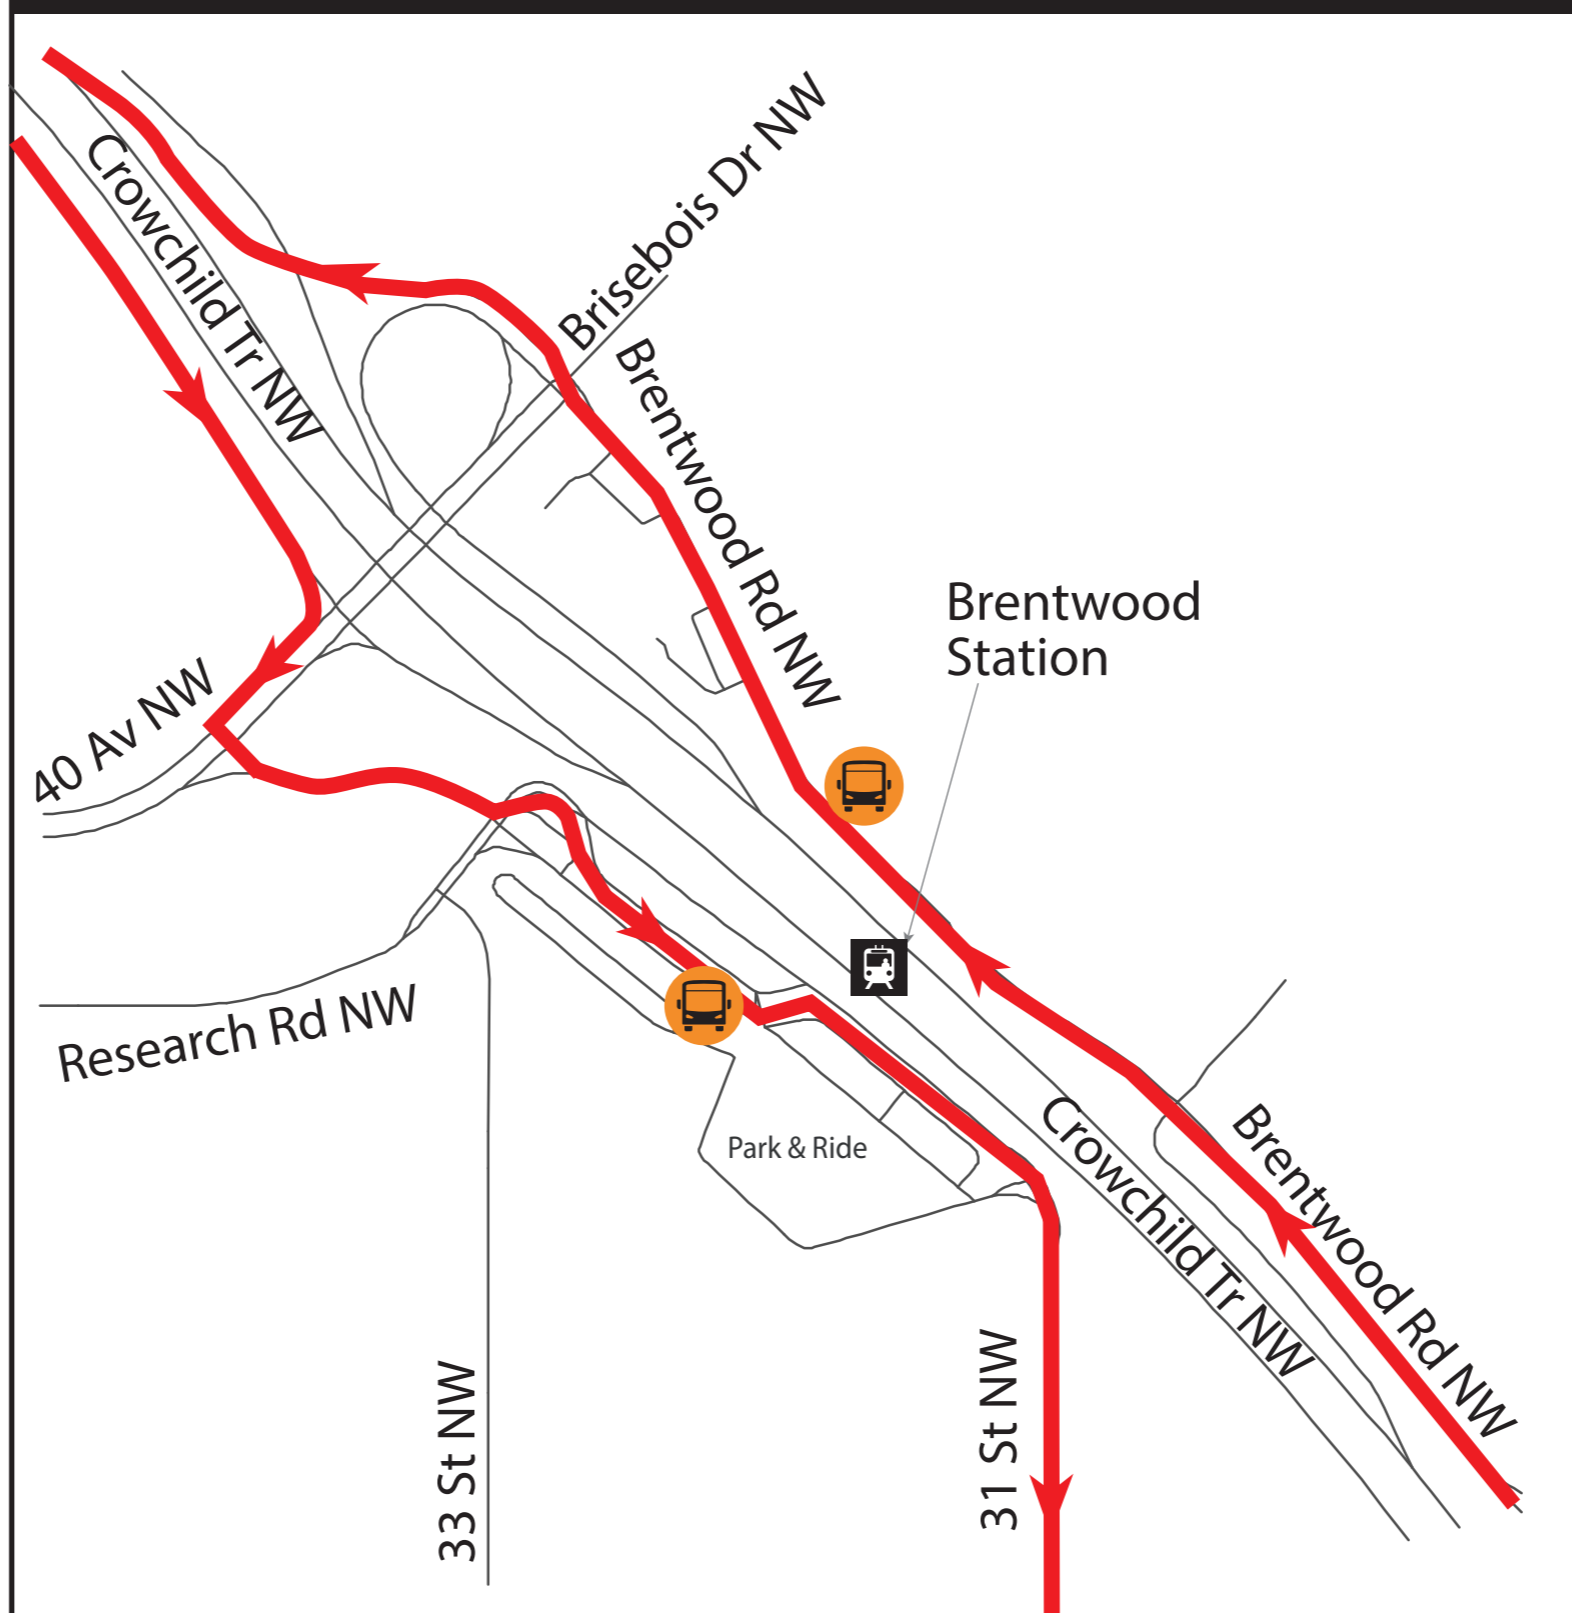 Crowchild Tr NW
Brisebois Dr NW
Brentwood Rd NW
Brentwood
Station
40 Av NW
Research Rd NW
Park & Ride
Crowchild Tr NW
Brentwood Rd NW
33 St NW
31 St NW